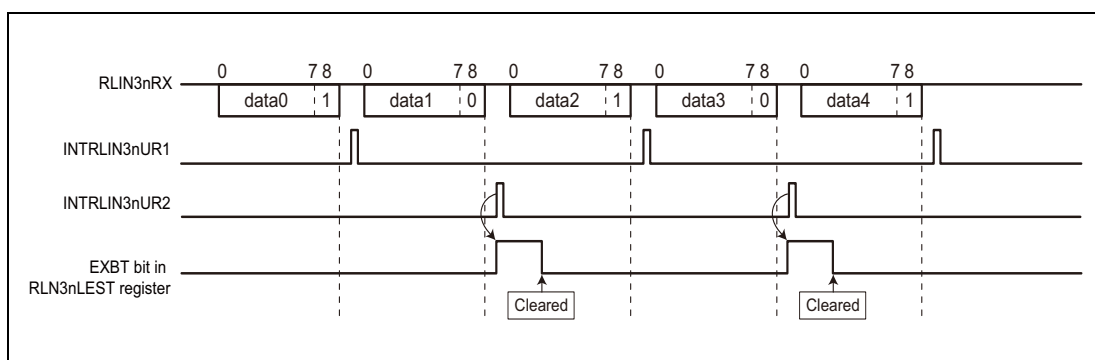 0 7 8 0 7 8 0 7 8 0 7 8 0 7 8
RLIN3nRX
data0 1 data1 0 data2 1 data3 0 data4 1
INTRLIN3nUR1
INTRLIN3nUR2
EXBT bit in
RLN3nLEST register
Cleared Cleared